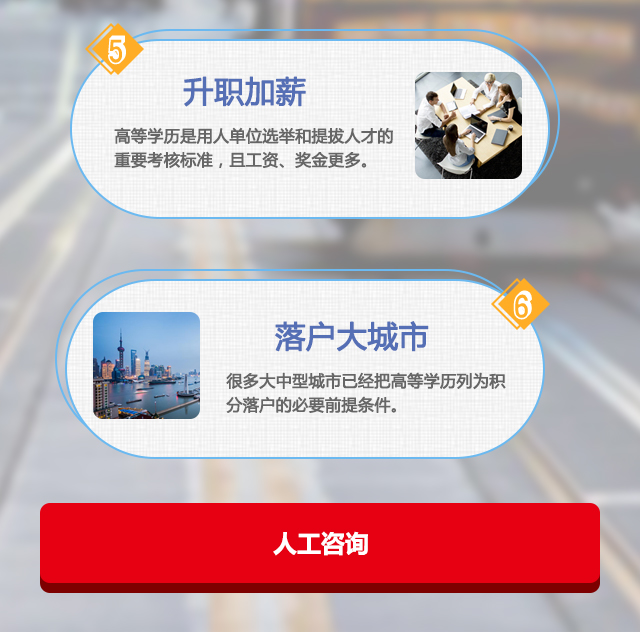 5
升职加薪
高等学历是用人单位选举和提拔人才的
重要考核标准，且工资、奖金更多。
6
落户大城市
很多大中型城市已经把高等学历列为积
分落户的必要前提条件。
人工咨询